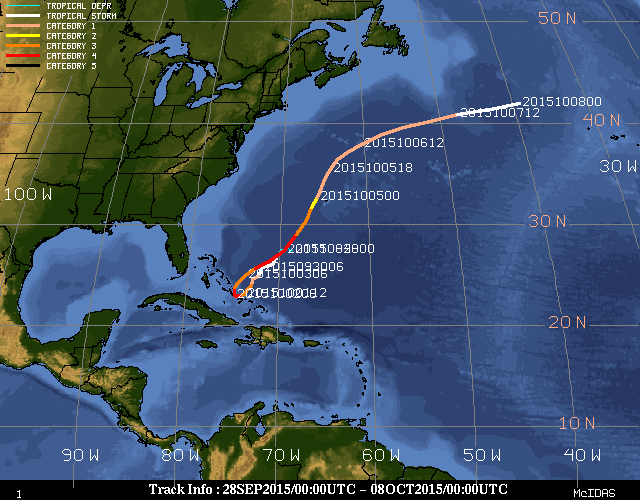 TROPICAL DEPR
TROPICAL STORM
CATEGORY 1
CATEGORY 2
CATEGORY 3
CATEGORY 4
CATEGORY 5
50 N
2015100800
2015100712
40 N
2015100612
30 W
2015100518
100 W
2015100500
30 N
20 N
10 N
90 W
80 W
70 W
60 W
50 W
40 W
1
Track Info : 28SEP2015/00:00UTC - 08OCT2015/00:00UTC
McIDAS